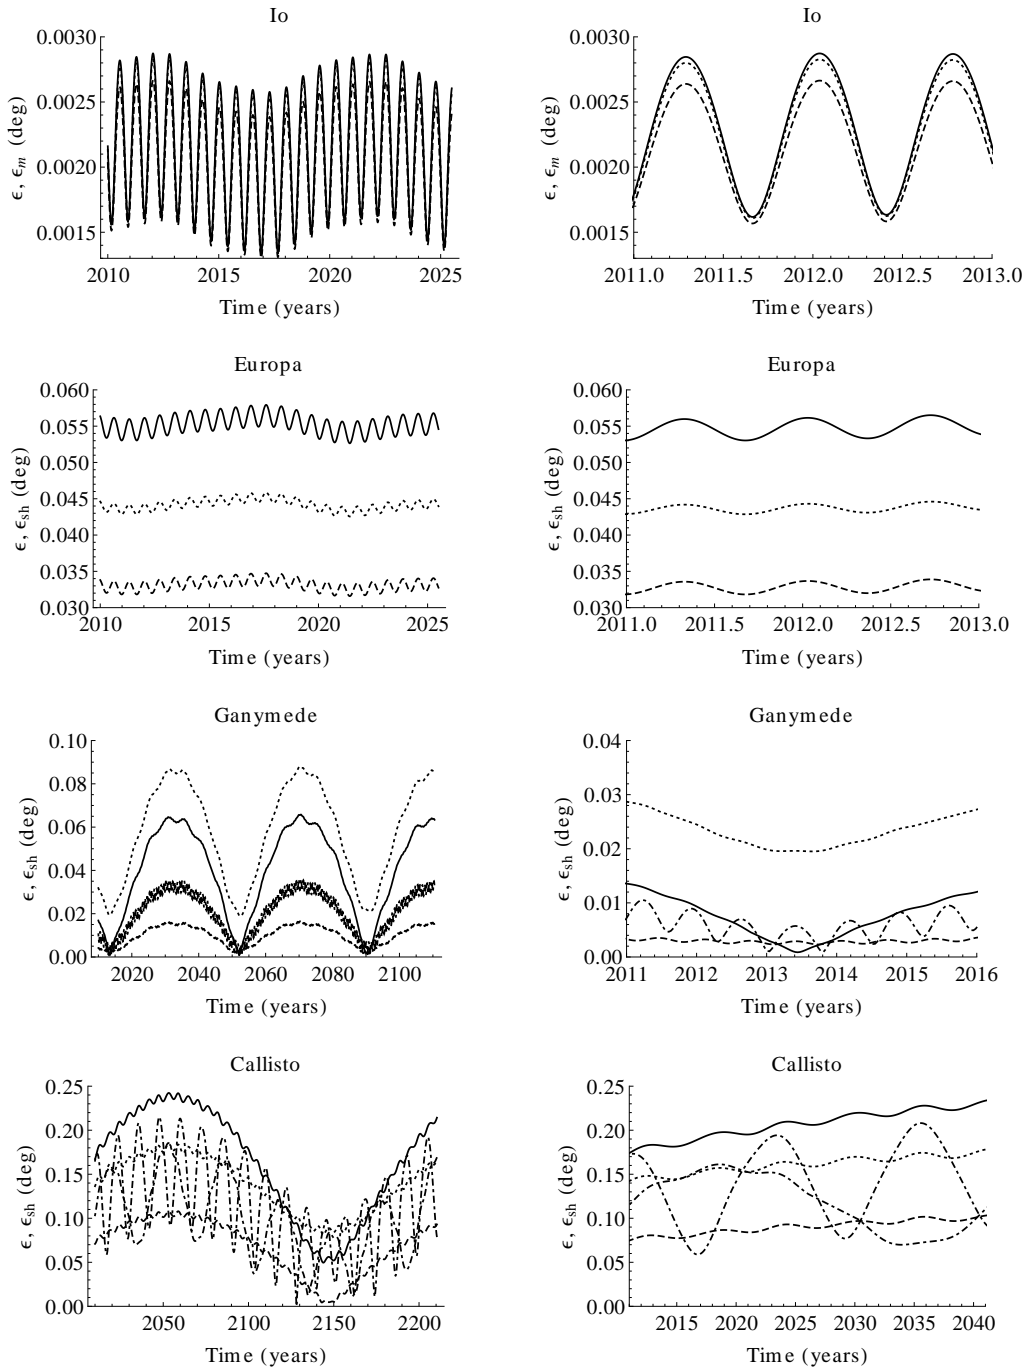 Io
ϵ, ϵm (deg)
0.0030
0.0025
0.0020
0.0015
2010 2015 2020 2025
Time (years)
Io
ϵ, ϵm (deg)
0.0030
0.0025
0.0020
0.0015
2011.0 2011.5 2012.0 2012.5 2013.0
Time (years)
Europa
ϵ, ϵsh (deg)
0.060
0.055
0.050
0.045
0.040
0.035
0.030
2010 2015 2020 2025
Time (years)
Europa
ϵ, ϵsh (deg)
0.060
0.055
0.050
0.045
0.040
0.035
0.030
2011.0 2011.5 2012.0 2012.5 2013.0
Time (years)
Ganymede
ϵ, ϵsh (deg)
0.10
0.08
0.06
0.04
0.02
0.00
2020 2040 2060 2080 2100
Time (years)
Ganymede
ϵ, ϵsh (deg)
0.04
0.03
0.02
0.01
0.00
2011 2012 2013 2014 2015 2016
Time (years)
Callisto
ϵ, ϵsh (deg)
0.25
0.20
0.15
0.10
0.05
0.00
2050 2100 2150 2200
Time (years)
Callisto
ϵ, ϵsh (deg)
0.25
0.20
0.15
0.10
0.05
0.00
2015 2020 2025 2030 2035 2040
Time (years)